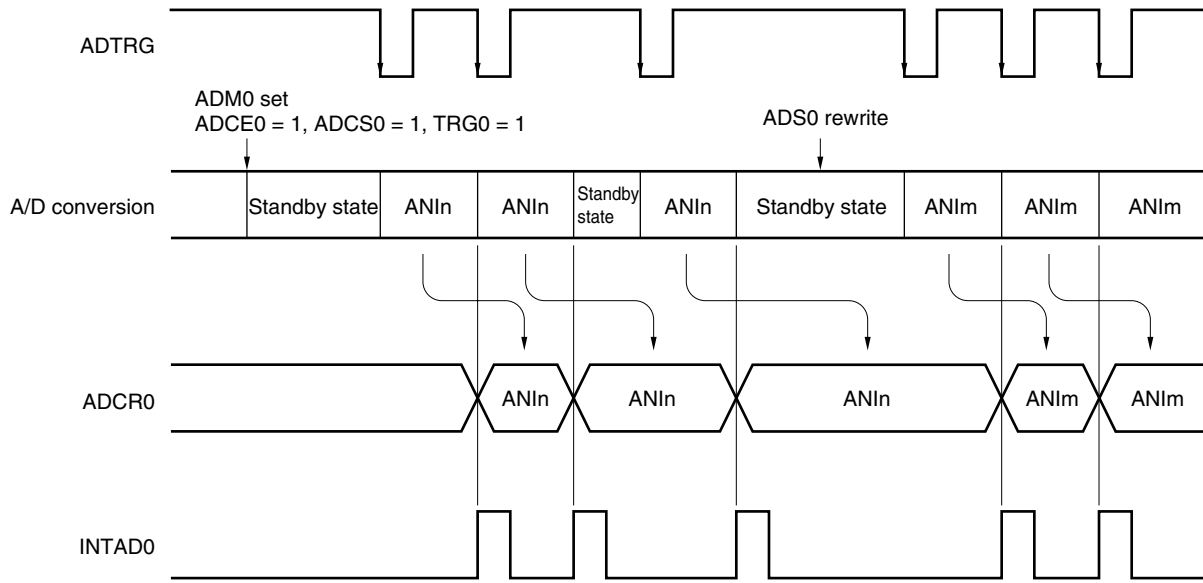 ADTRG
ADM0 set
ADCE0 = 1, ADCS0 = 1, TRG0 = 1
ADS0 rewrite
A/D conversion
Standby state
ANIn
ANIn
Standby
state
ANIn
Standby state
ANIm
ANIm
ANIm
ADCR0
ANIn
ANIn
ANIn
ANIm
ANIm
INTAD0